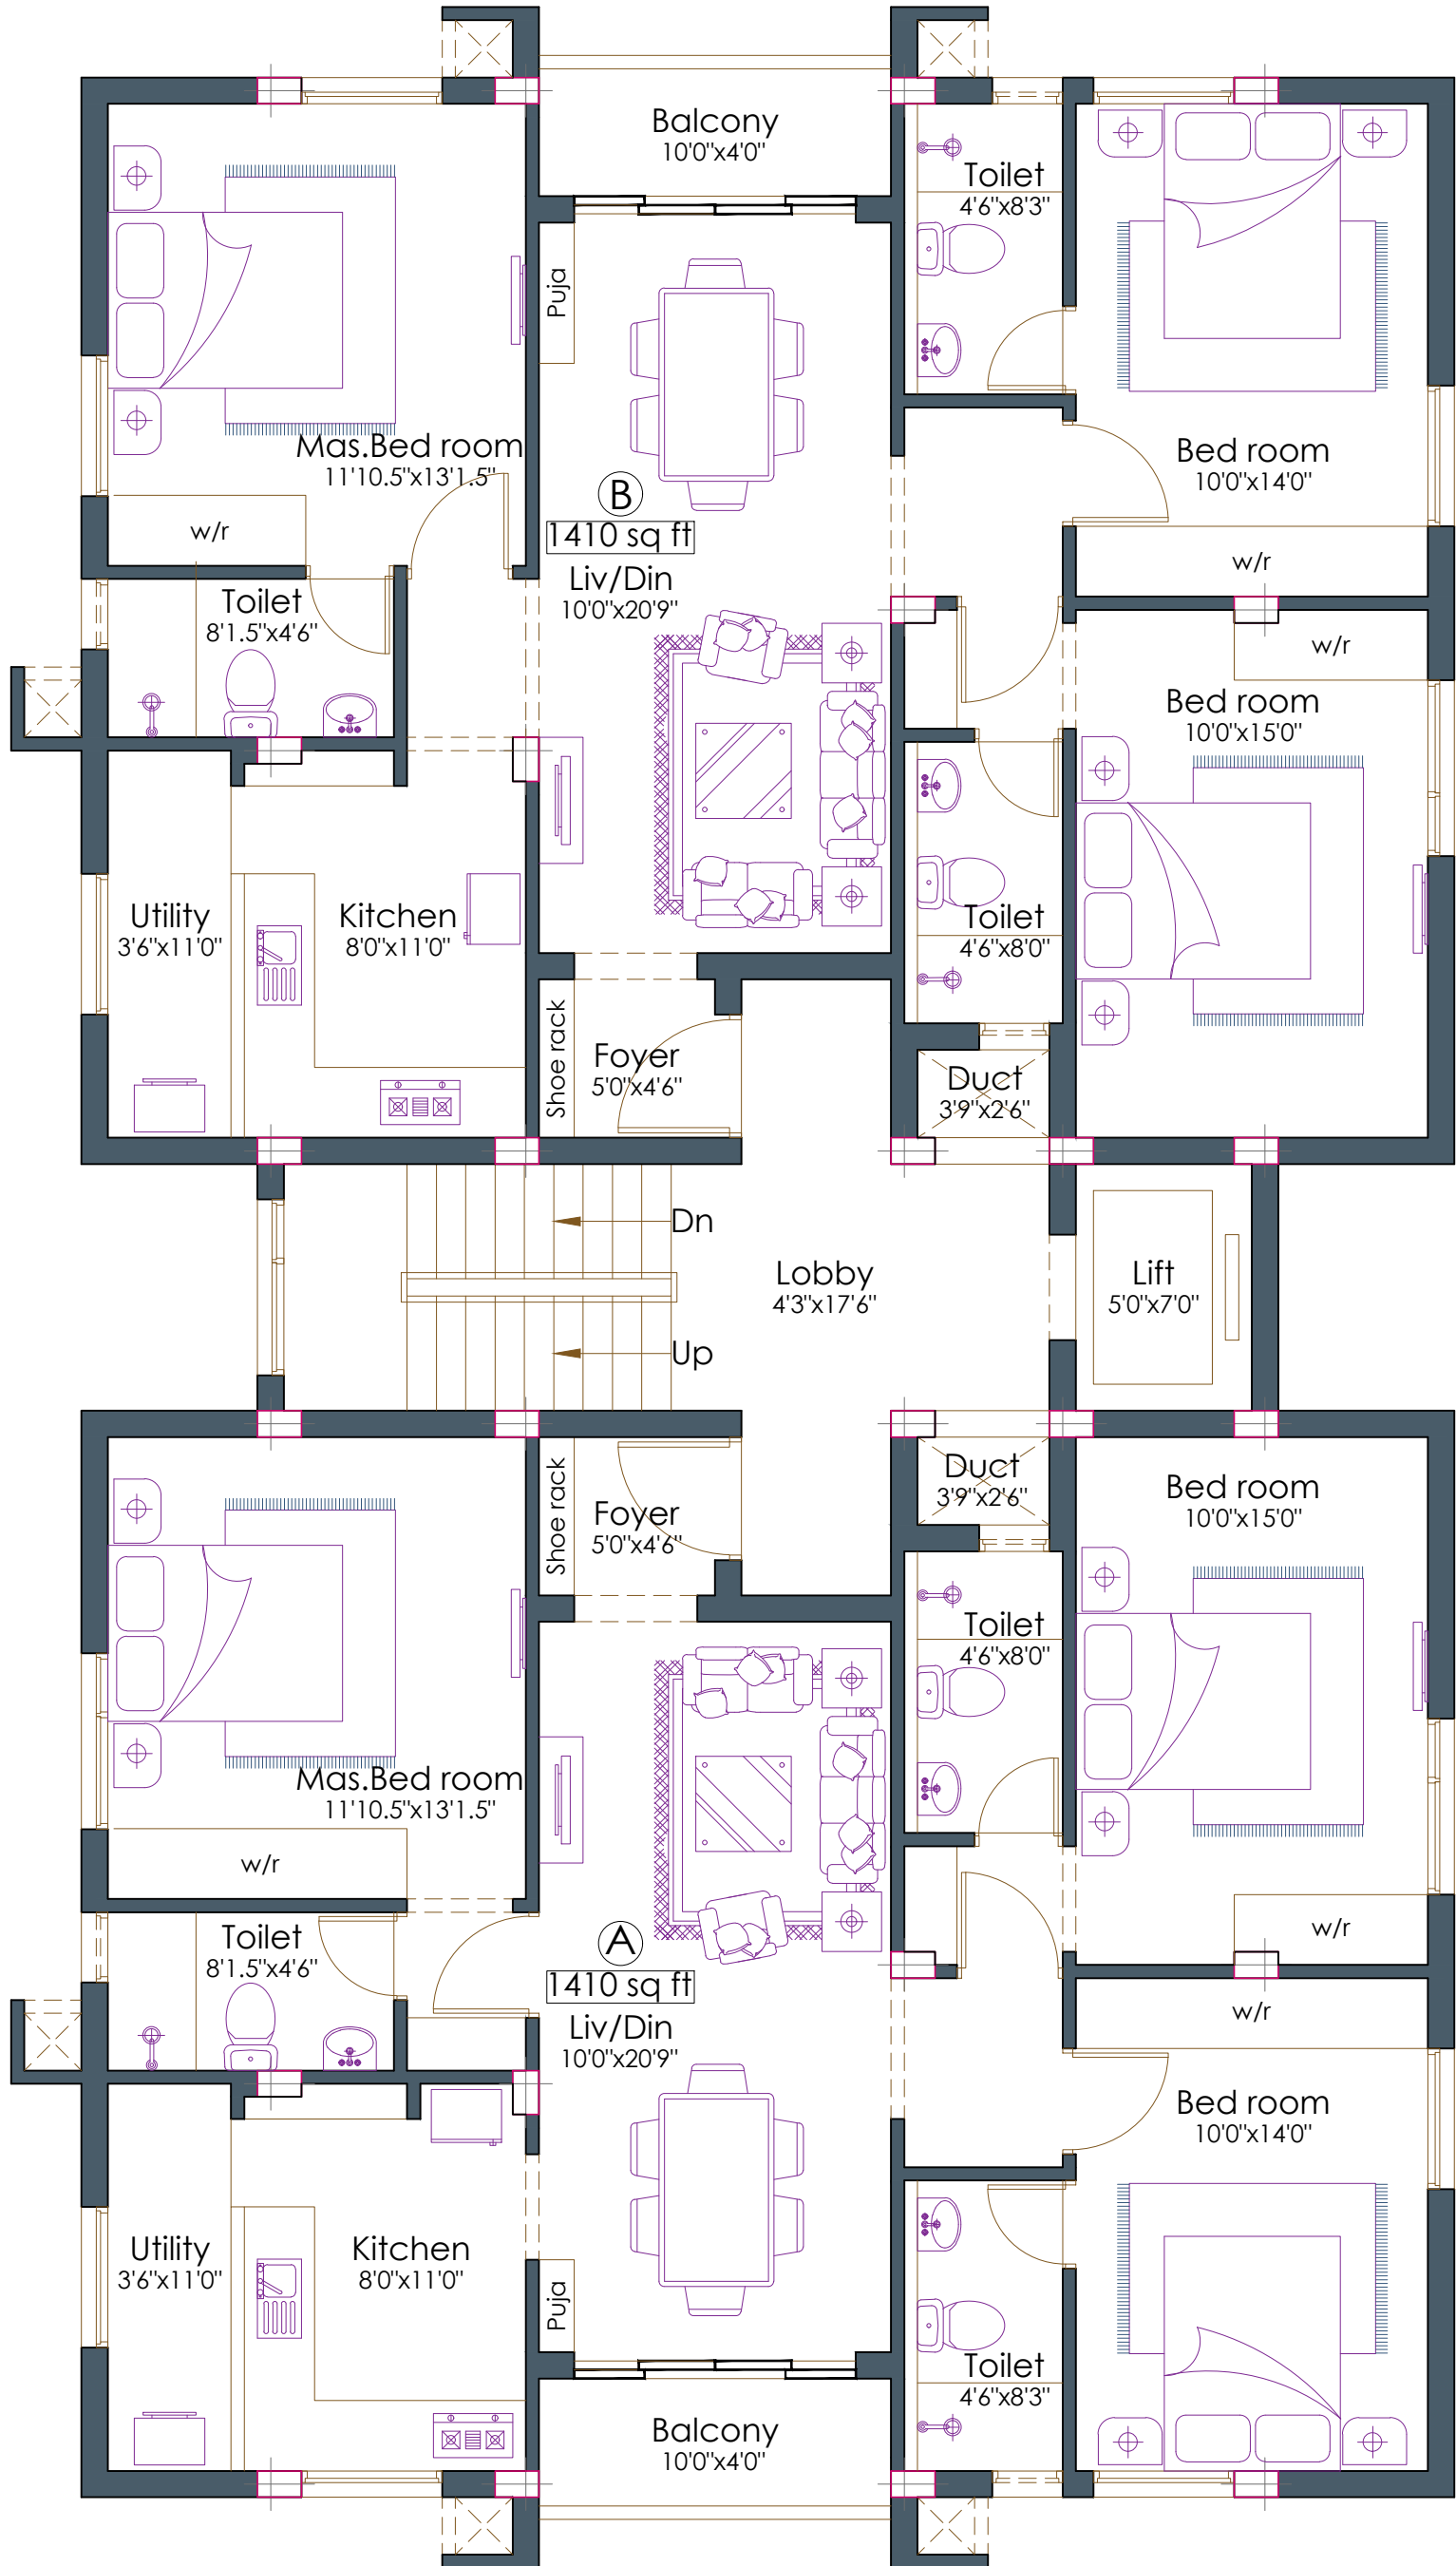 Balcony
10'0"x4'0"
Toilet
4'6"x8'3"
Puja
Mas.Bed room
11'10.5"x13'1.5"
Bed room
10'0"x14'0"
B
1410 sq ft
w/r
w/r
Liv/Din
10'0"x20'9"
Toilet
8'1.5"x4'6"
w/r
Bed room
10'0"x15'0"
Utility
3'6"x11'0"
Kitchen
8'0"x11'0"
Toilet
4'6"x8'0"
Shoe rack
Foyer
5'0"x4'6"
Duct
3'9"x2'6"
Dn
Lobby
4'3"x17'6"
Lift
5'0"x7'0"
Up
Duct
3'9"x2'6"
Bed room
10'0"x15'0"
Shoe rack
Foyer
5'0"x4'6"
Toilet
4'6"x8'0"
Mas.Bed room
11'10.5"x13'1.5"
w/r
w/r
Toilet
8'1.5"x4'6"
A
1410 sq ft
Liv/Din
10'0"x20'9"
w/r
Bed room
10'0"x14'0"
Utility
3'6"x11'0"
Kitchen
8'0"x11'0"
Puja
Toilet
4'6"x8'3"
Balcony
10'0"x4'0"